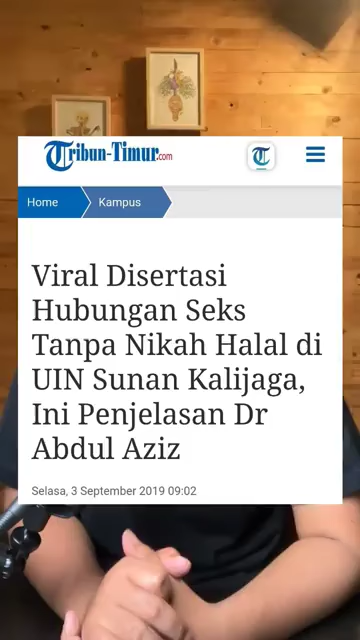 Tribun-Timur.com
Home
Kampus
Viral Disertasi
Hubungan Seks
Tanpa Nikah Halal di
UIN Sunan Kalijaga,
Ini Penjelasan Dr
Abdul Aziz
Selasa, 3 September 2019 09:02